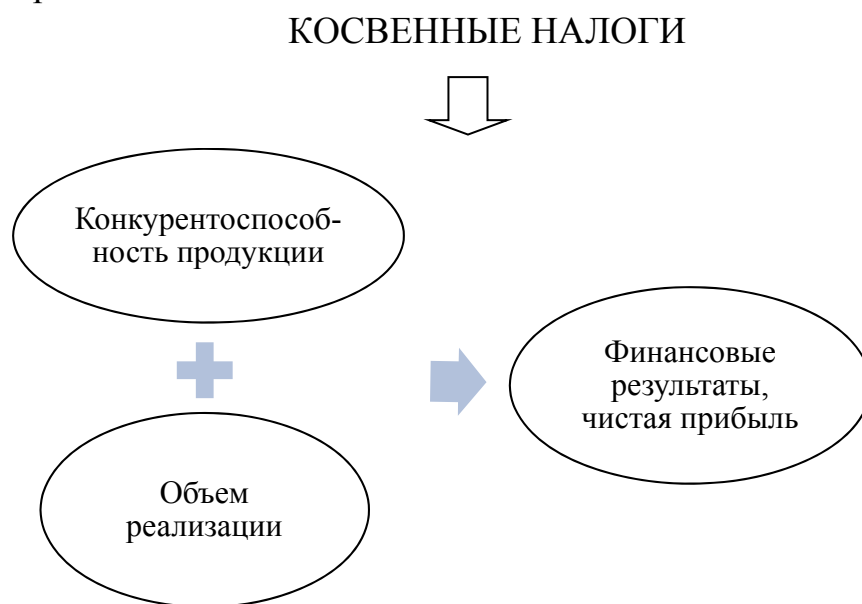 КОСВЕННЫЕ НАЛОГИ
Конкурентоспособ-
ность продукции
Финансовые
результаты,
чистая прибыль
Объем
реализации